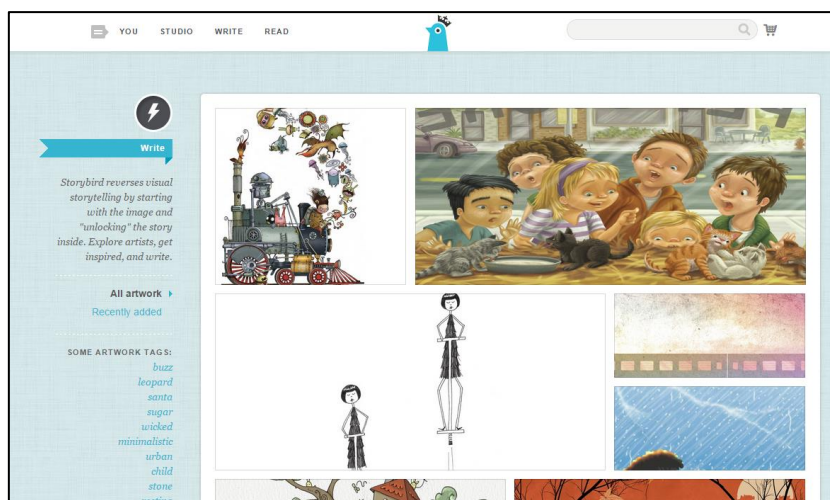 YOU STUDIO WRITE READ
Write
Storybird reverses visual
storytelling by starting
with the image and
"unlocking" the story
inside. Explore artists, get
inspired, and write.
All artwork
Recently added
SOME ARTWORK TAGS:
buzz
leopard
santa
sugar
wicked
minimalistic
urban
child
stone